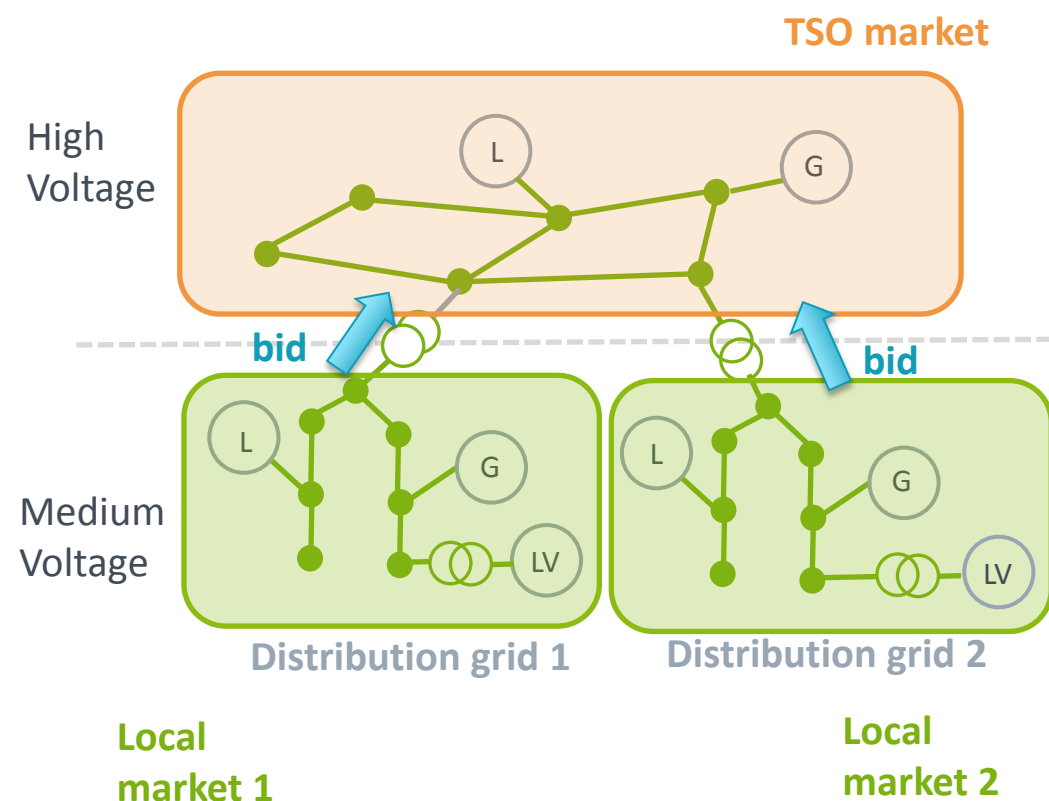 TSO market
High
Voltage
L
G
bid
bid
L
G
LV
L
G
LV
Medium
Voltage
Distribution grid 1
Distribution grid 2
Local
market 1
Local
market 2